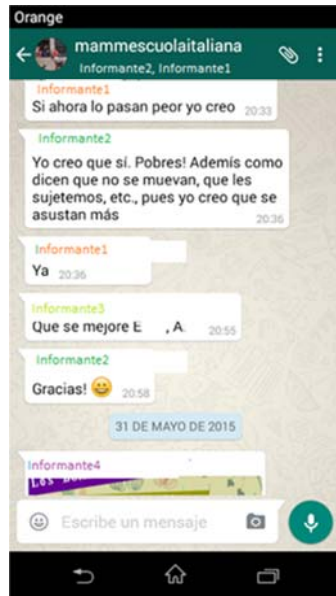 Orange
mammescuolaitaliana
Informante2, Informante1
Informante1
Si ahora lo pasan peor yo creo 20:33
Informante2
Yo creo que sí. Pobres! Ademís como
dicen que no se muevan, que les
sujetemos, etc., pues yo creo que se
asustan más
20:36
Informante1
Ya 20:36
Informante3
Que se mejore E , A. 20:55
Informante2
Gracias! 😀 20:58
31 DE MAYO DE 2015
Informante4
Escribe un mensaje